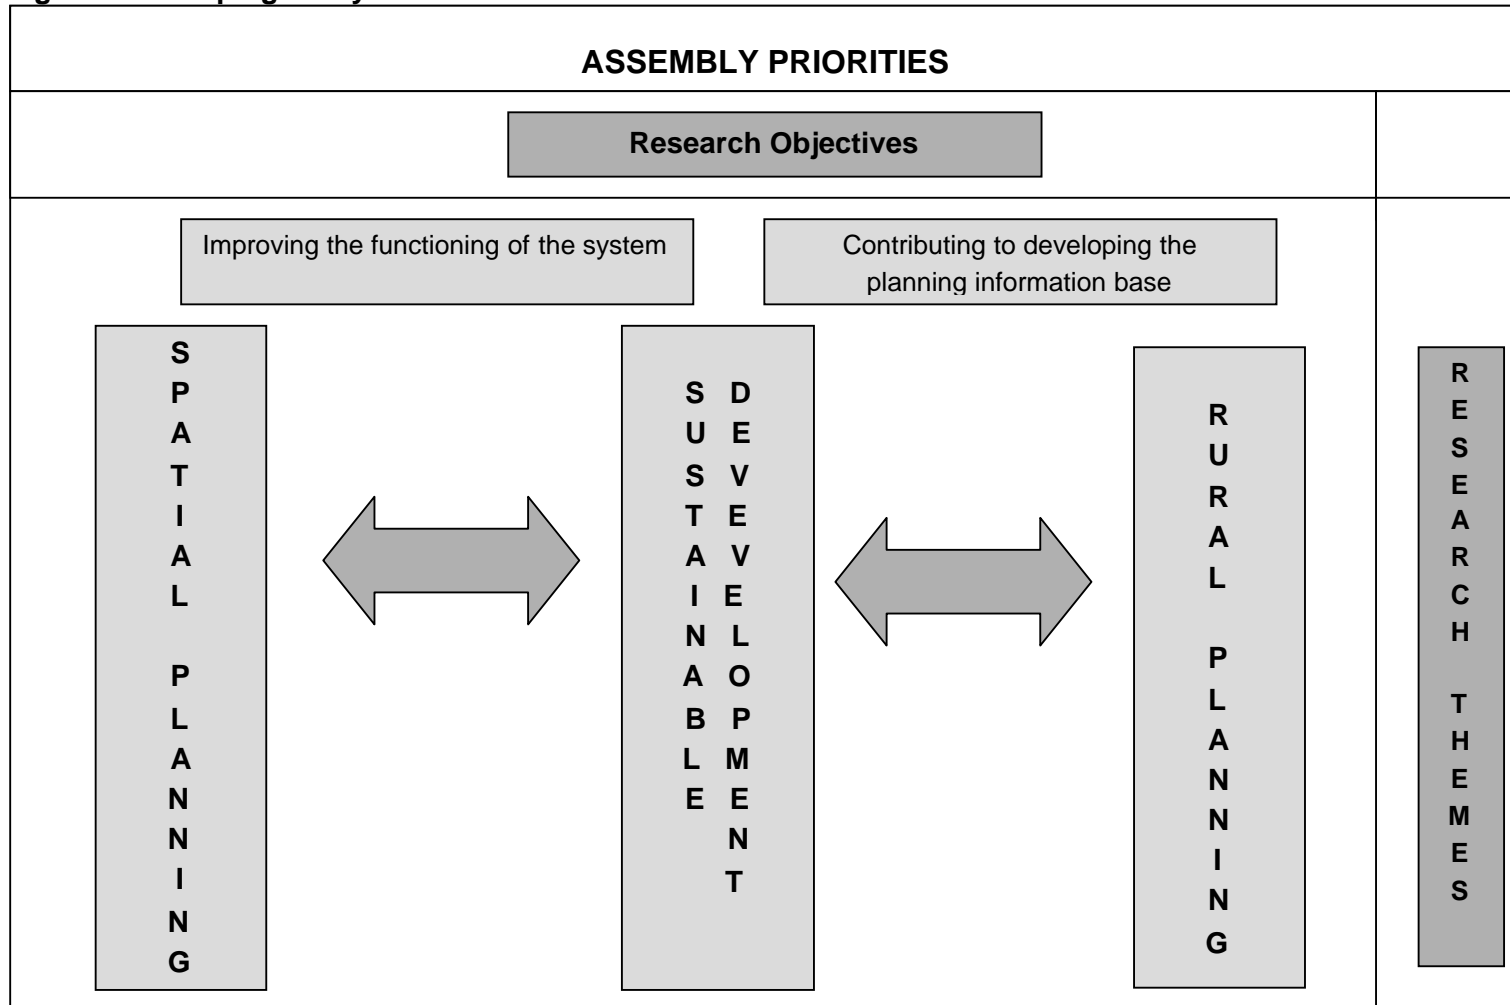 ASSEMBLY PRIORITIES
Research Objectives
Improving the functioning of the system
Contributing to developing the
planning information base
SPATIAL PLANNING
SUSTAINABLE
DEVEVELOPMENT
RURAL PLANNING
RESEARCH THEMES